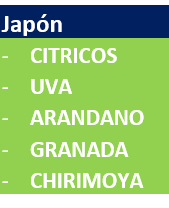 Japón
- CITRICOS
- UVA
- ARANDANO
- GRANADA
- CHIRIMOYA